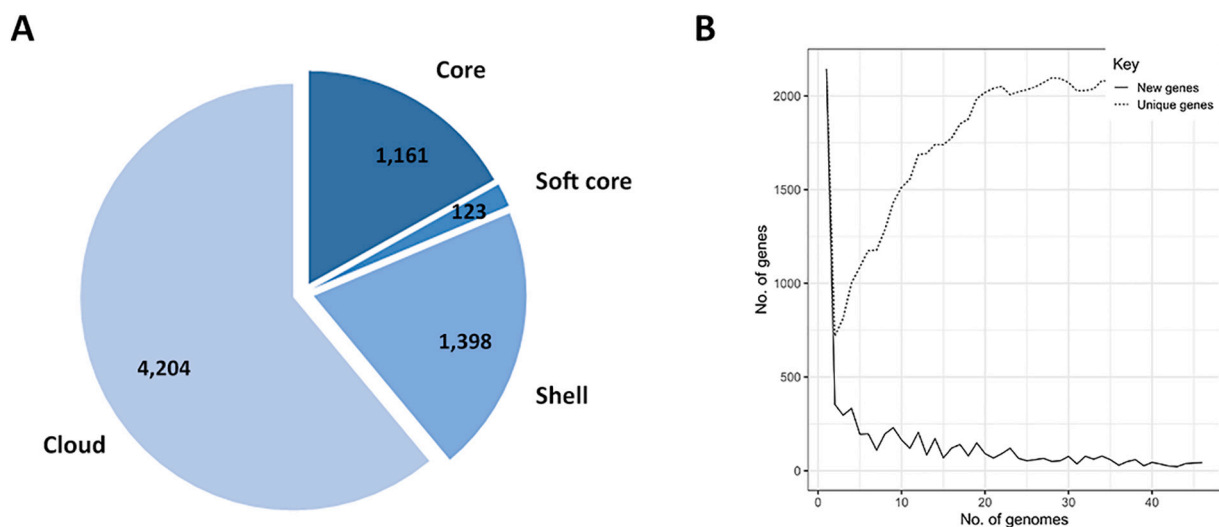 A
Core
1,161
Soft core
123
1,398
Shell
4,204
Cloud
B
Key
New genes
Unique genes
No. of genes
2000
1500
1000
500
0
0 10 20 30 40
No. of genomes